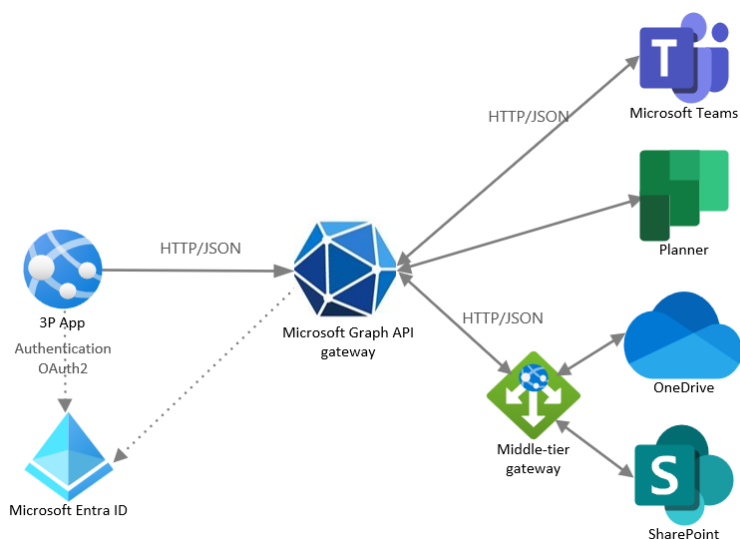 T
Microsoft Teams
HTTP/JSON
Planner
HTTP/JSON
3P App
Microsoft Graph API
gateway
HTTP/JSON
Authentication
OAuth2
OneDrive
Middle-tier
gateway
S
Microsoft Entra ID
SharePoint